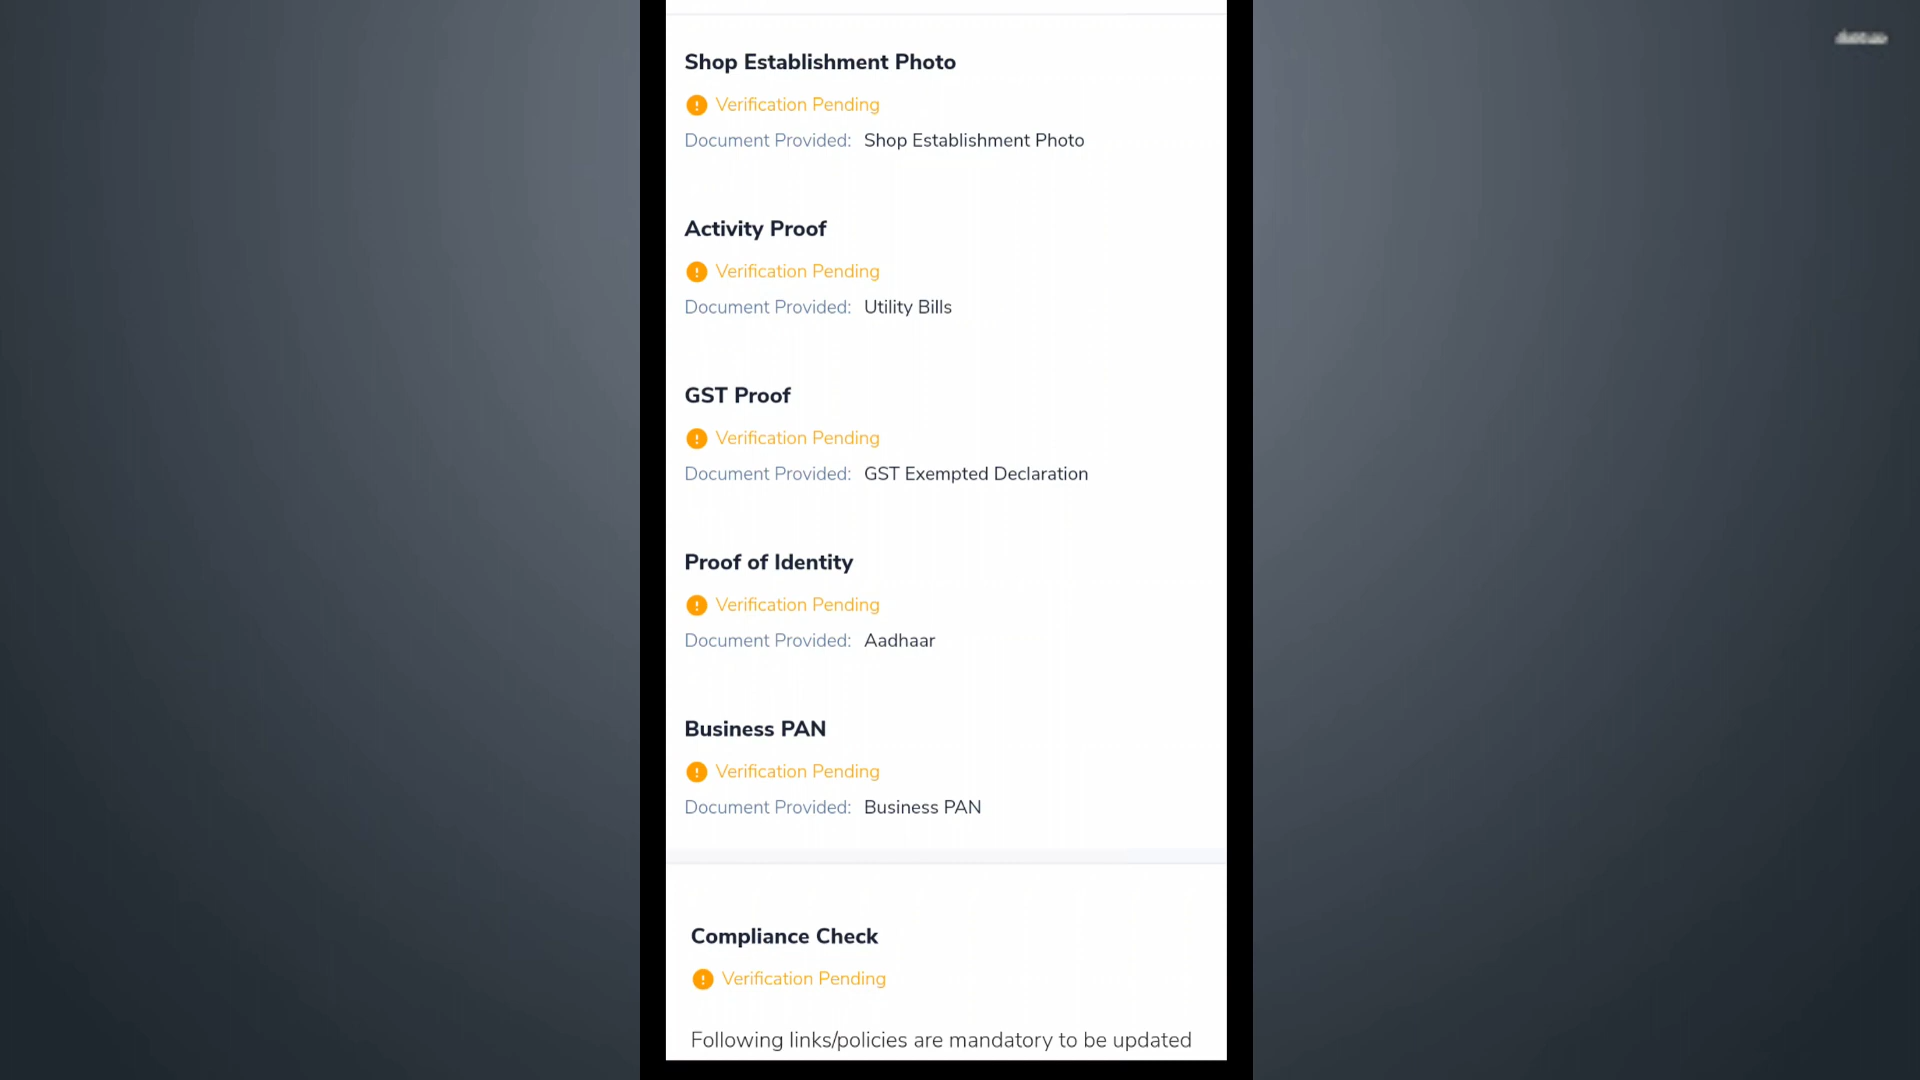 Shop Establishment Photo
Verification Pending
Document Provided: Shop Establishment Photo
Activity Proof
Verification Pending
Document Provided: Utility Bills
GST Proof
Verification Pending
Document Provided: GST Exempted Declaration
Proof of Identity
Verification Pending
Document Provided: Aadhaar
Business PAN
Verification Pending
Document Provided: Business PAN
Compliance Check
Verification Pending
Following links/policies are mandatory to be updated